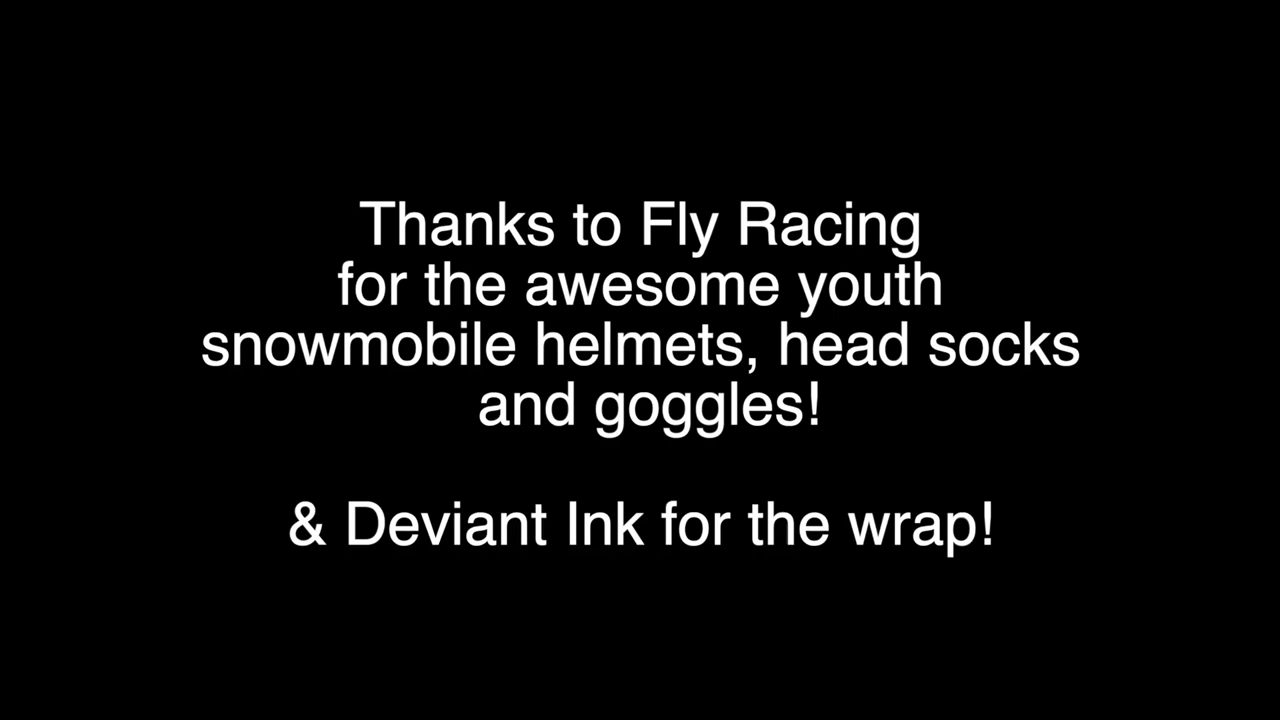 Thanks to Fly Racing
for the awesome youth
snowmobile helmets, head socks
and goggles!
& Deviant Ink for the wrap!